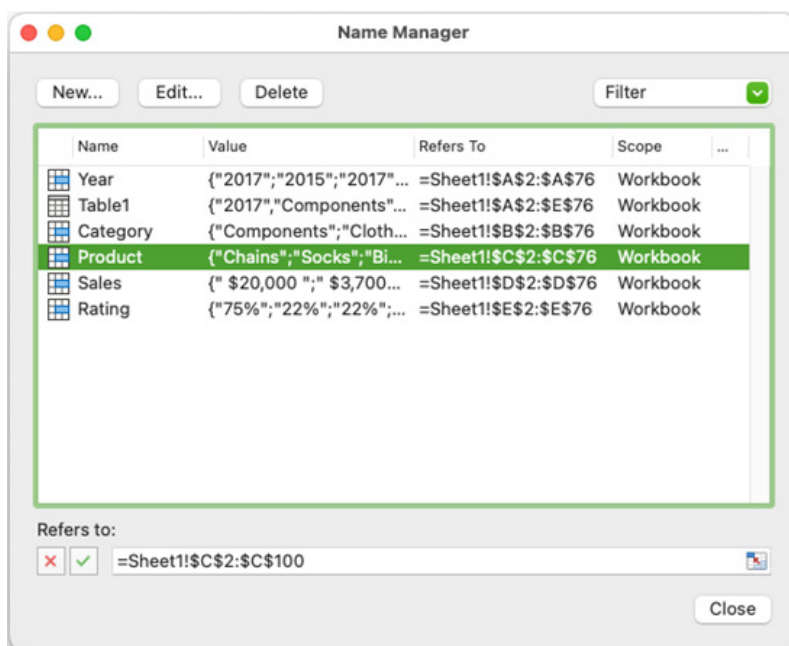 Name Manager
New... Edit... Delete Filter
Name Value Refers To Scope ...
Year {"2017";"2015";"2017"... =Sheet1!$A$2:$A$76 Workbook
Table1 {"2017","Components"... =Sheet1!$A$2:$E$76 Workbook
Category {"Components";"Cloth... =Sheet1!$B$2:$B$76 Workbook
Product {"Chains";"Socks";"Bi... =Sheet1!$C$2:$C$76 Workbook
Sales {" $20,000 ";" $3,700... =Sheet1!$D$2:$D$76 Workbook
Rating {"75%";"22%";"22%";... =Sheet1!$E$2:$E$76 Workbook
Refers to:
=Sheet1!$C$2:$C$100
Close